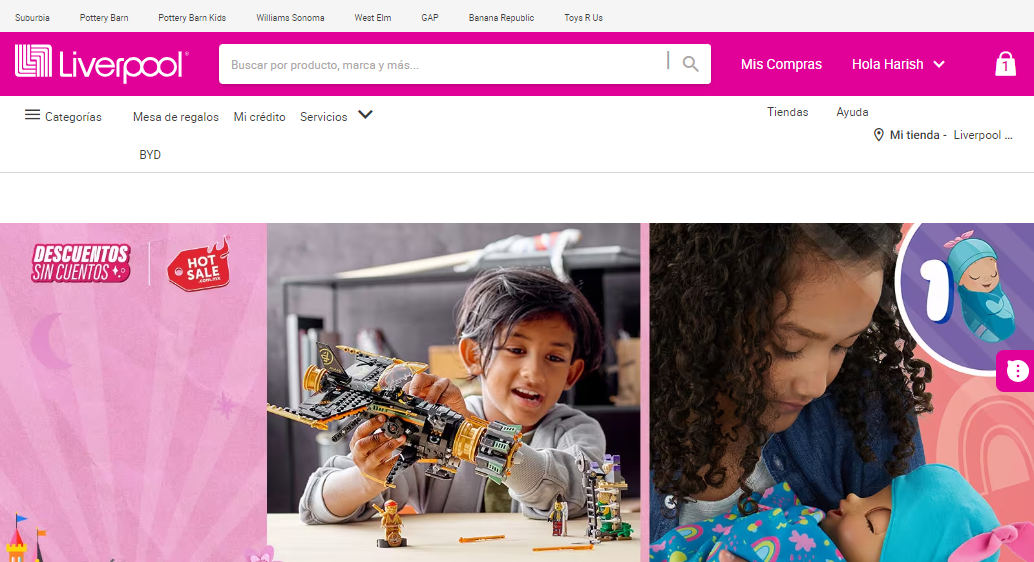 Suburbia Pottery Barn Pottery Barn Kids Williams Sonoma West Elm GAP Banana Republic Toys R Us
Liverpool
Buscar por producto, marca y más...
Mis Compras
Hola Harish
1
Categorías
Mesa de regalos
Mi crédito
Servicios
Tiendas
Ayuda
Mi tienda - Liverpool ...
BYD
DESCUENTOS
SIN CUENTOS
HOT
SALE
.COM.MX
1